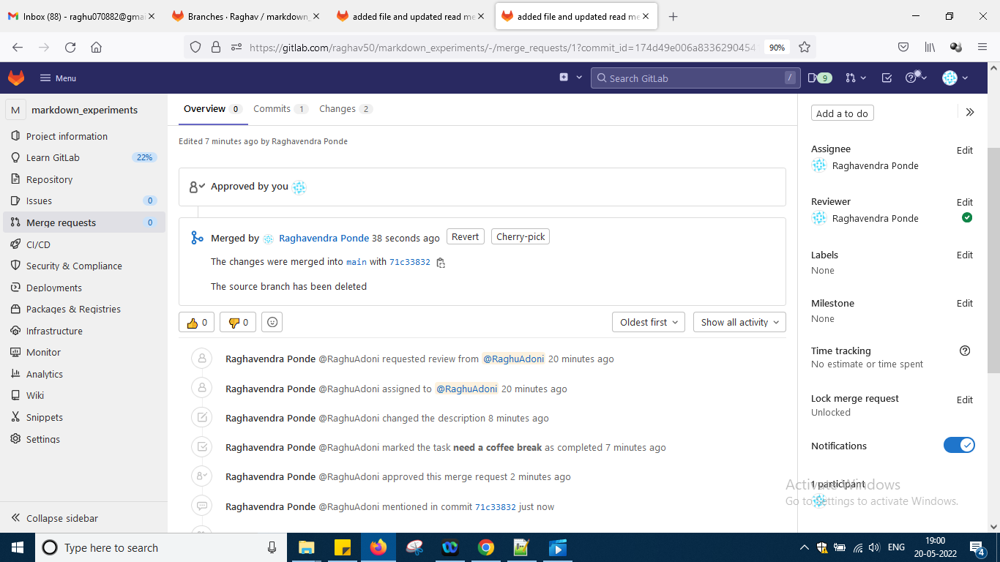 Inbox (88) - raghu070882@gmai
Branches · Raghav / markdown_
added file and updated read me
added file and updated read me
https://gitlab.com/raghav50/markdown_experiments/-/merge_requests/1?commit_id=174d49e006a8336290454
90%
Menu
Search GitLab
/
9
M
markdown_experiments
Project information
Learn GitLab
22%
Repository
Issues
0
Merge requests
0
CI/CD
Security & Compliance
Deployments
Packages & Registries
Infrastructure
Monitor
Analytics
Wiki
Snippets
Settings
Collapse sidebar
Overview 0
Commits 1
Changes 2
Edited 7 minutes ago by Raghavendra Ponde
Approved by you
Merged by Raghavendra Ponde 38 seconds ago Revert Cherry-pick
The changes were merged into main with 71c33832
The source branch has been deleted
0
0
Oldest first
Show all activity
Raghavendra Ponde @RaghuAdoni requested review from @RaghuAdoni 20 minutes ago
Raghavendra Ponde @RaghuAdoni assigned to @RaghuAdoni 20 minutes ago
Raghavendra Ponde @RaghuAdoni changed the description 8 minutes ago
Raghavendra Ponde @RaghuAdoni marked the task need a coffee break as completed 7 minutes ago
Raghavendra Ponde @RaghuAdoni approved this merge request 2 minutes ago
Raghavendra Ponde @RaghuAdoni mentioned in commit 71c33832 just now
Add a to do
Assignee
Edit
Raghavendra Ponde
Reviewer
Edit
Raghavendra Ponde
Labels
Edit
None
Milestone
Edit
None
Time tracking
No estimate or time spent
Lock merge request
Edit
Unlocked
Notifications
1 participant
Activate Windows
Go to Settings to activate Windows.
Type here to search
ENG
19:00
20-05-2022
4